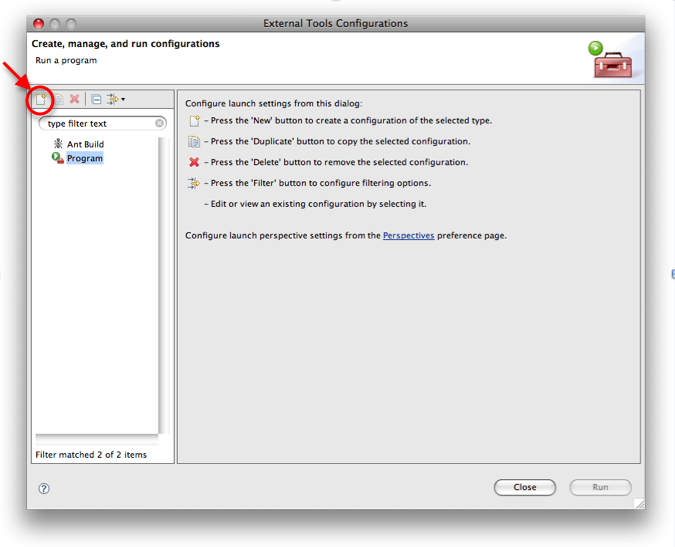 External Tools Configurations
Create, manage, and run configurations
Run a program
type filter text
Ant Build
Program
Filter matched 2 of 2 items
Configure launch settings from this dialog:
– Press the 'New' button to create a configuration of the selected type.
– Press the 'Duplicate' button to copy the selected configuration.
– Press the 'Delete' button to remove the selected configuration.
– Press the 'Filter' button to configure filtering options.
– Edit or view an existing configuration by selecting it.
Configure launch perspective settings from the Perspectives preference page.
?
Close
Run